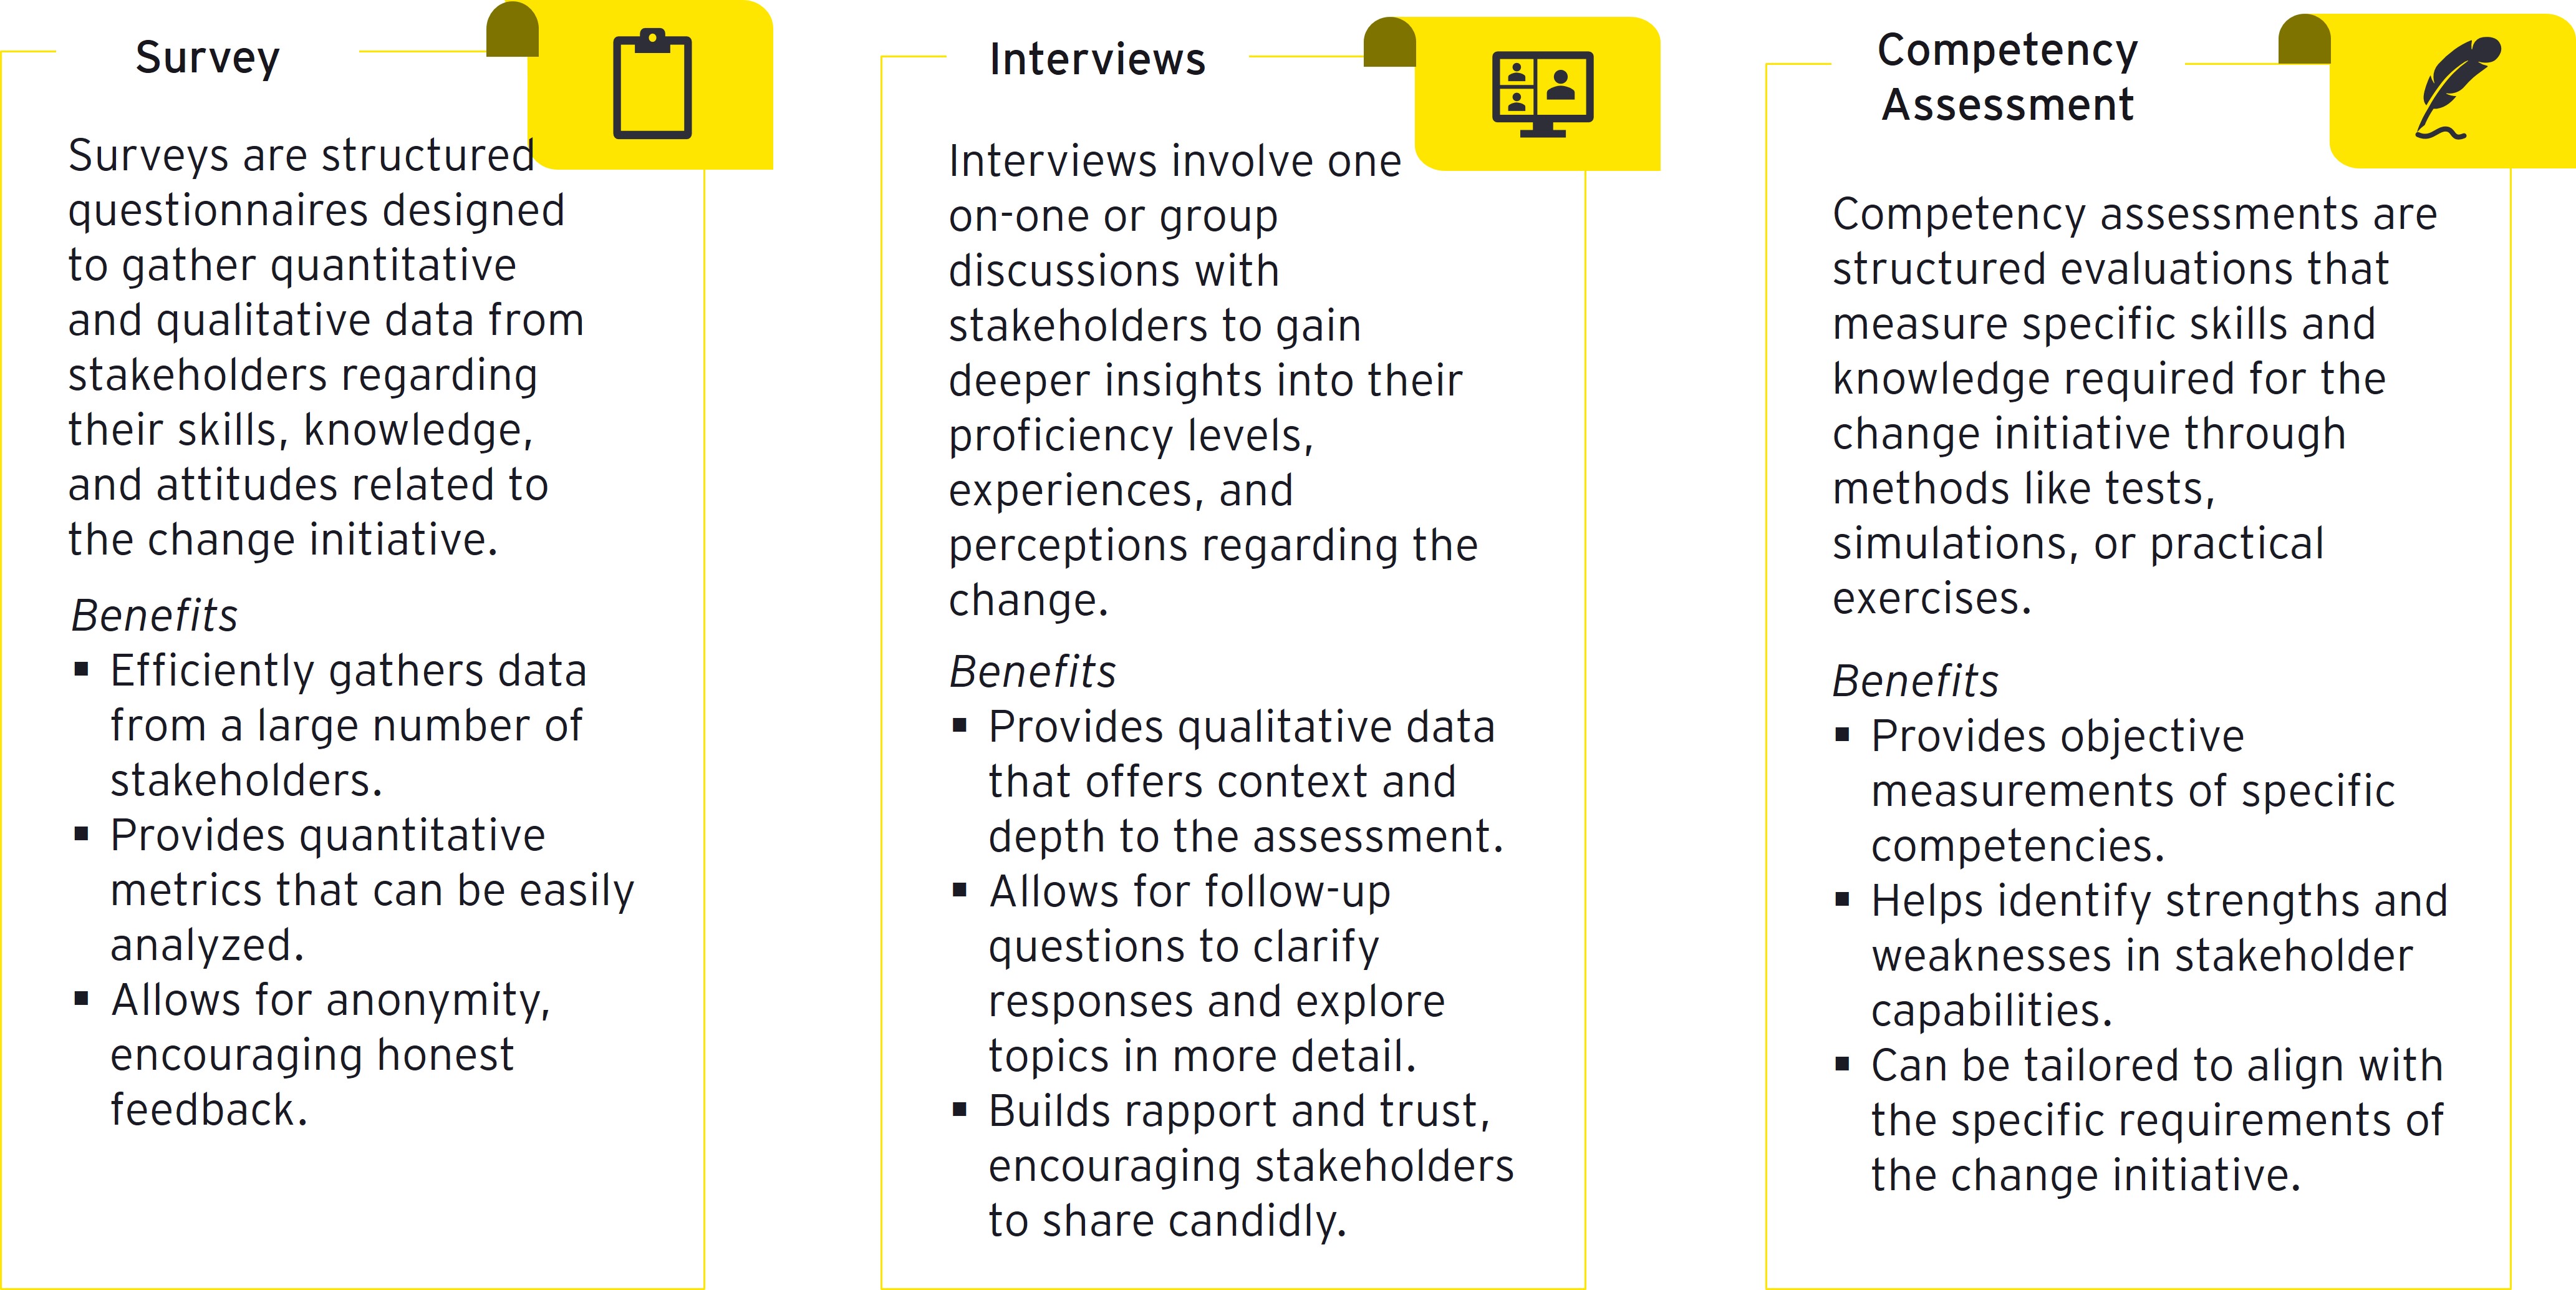 Survey
Surveys are structured
questionnaires designed
to gather quantitative
and qualitative data from
stakeholders regarding
their skills, knowledge,
and attitudes related to
the change initiative.
Benefits
▪ Efficiently gathers data
from a large number of
stakeholders.
▪ Provides quantitative
metrics that can be easily
analyzed.
▪ Allows for anonymity,
encouraging honest
feedback.
Interviews
Interviews involve one
on-one or group
discussions with
stakeholders to gain
deeper insights into their
proficiency levels,
experiences, and
perceptions regarding the
change.
Benefits
▪ Provides qualitative data
that offers context and
depth to the assessment.
▪ Allows for follow-up
questions to clarify
responses and explore
topics in more detail.
▪ Builds rapport and trust,
encouraging stakeholders
to share candidly.
Competency
Assessment
Competency assessments are
structured evaluations that
measure specific skills and
knowledge required for the
change initiative through
methods like tests,
simulations, or practical
exercises.
Benefits
▪ Provides objective
measurements of specific
competencies.
▪ Helps identify strengths and
weaknesses in stakeholder
capabilities.
▪ Can be tailored to align with
the specific requirements of
the change initiative.